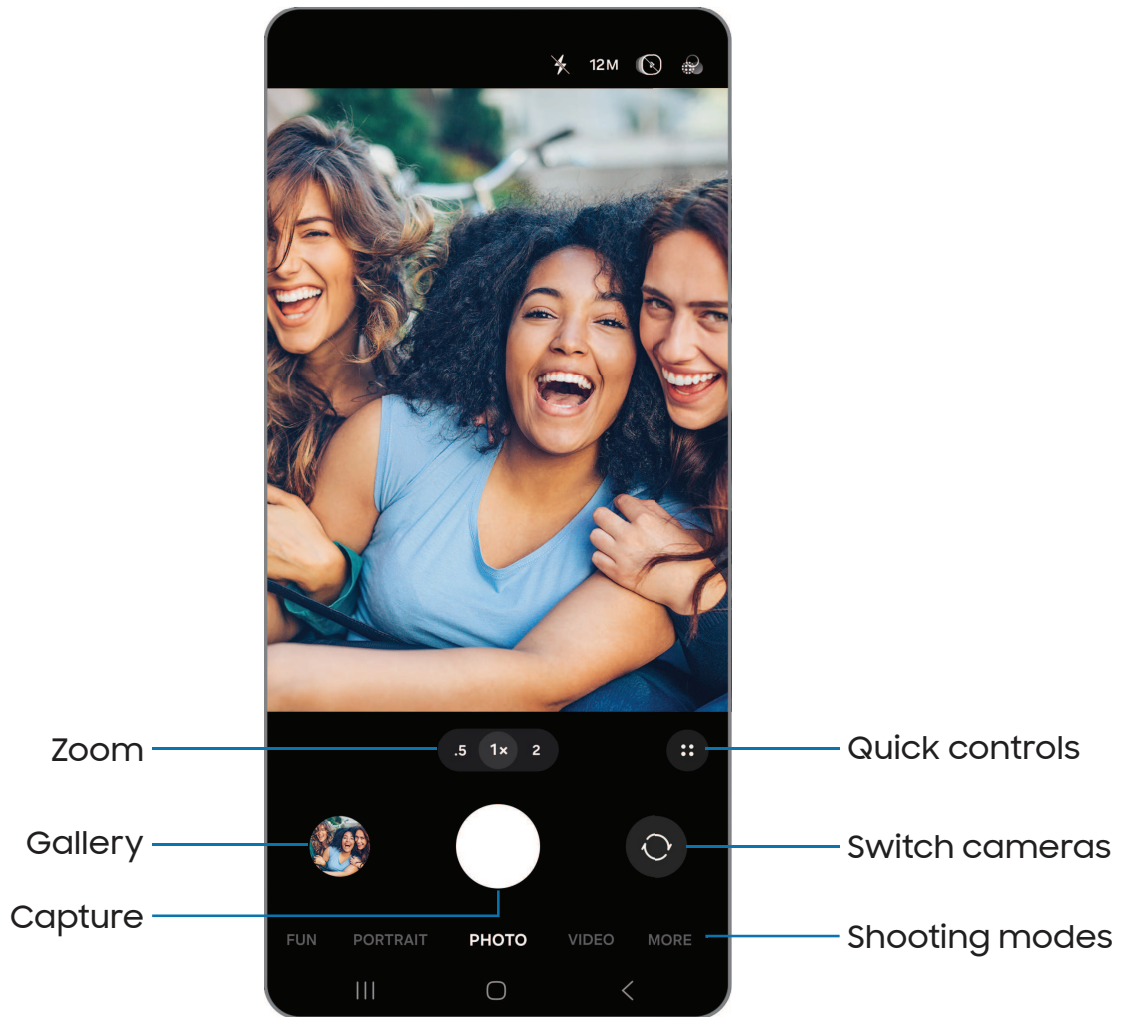 12M
Zoom
.5 1× 2
Quick controls
Gallery
Switch cameras
Capture
FUN PORTRAIT PHOTO VIDEO MORE
Shooting modes